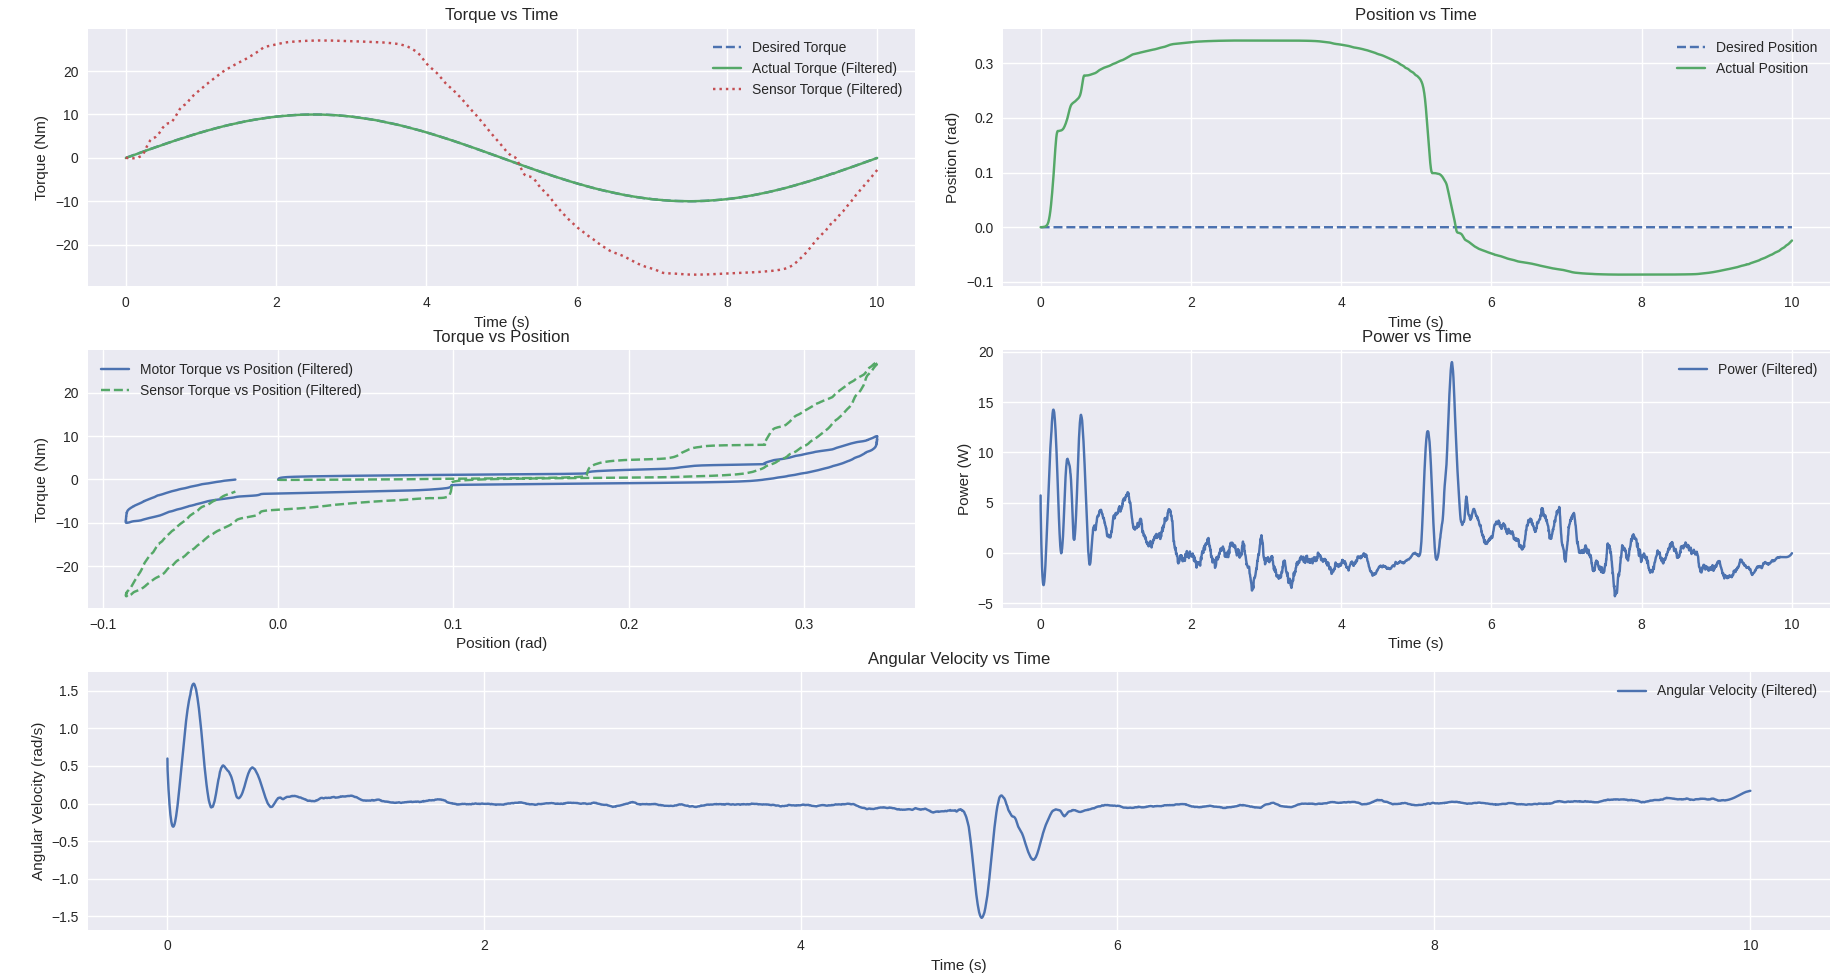 Torque vs Time
Desired Torque
Actual Torque (Filtered)
Sensor Torque (Filtered)
Torque (Nm)
20
10
0
−10
−20
0 2 4 6 8 10
Time (s)
Position vs Time
Desired Position
Actual Position
Position (rad)
0.3
0.2
0.1
0.0
−0.1
0 2 4 6 8 10
Time (s)
Torque vs Position
Motor Torque vs Position (Filtered)
Sensor Torque vs Position (Filtered)
Torque (Nm)
20
10
0
−10
−20
−0.1 0.0 0.1 0.2 0.3
Position (rad)
Power vs Time
Power (Filtered)
Power (W)
20
15
10
5
0
−5
0 2 4 6 8 10
Time (s)
Angular Velocity vs Time
Angular Velocity (Filtered)
Angular Velocity (rad/s)
1.5
1.0
0.5
0.0
−0.5
−1.0
−1.5
0 2 4 6 8 10
Time (s)